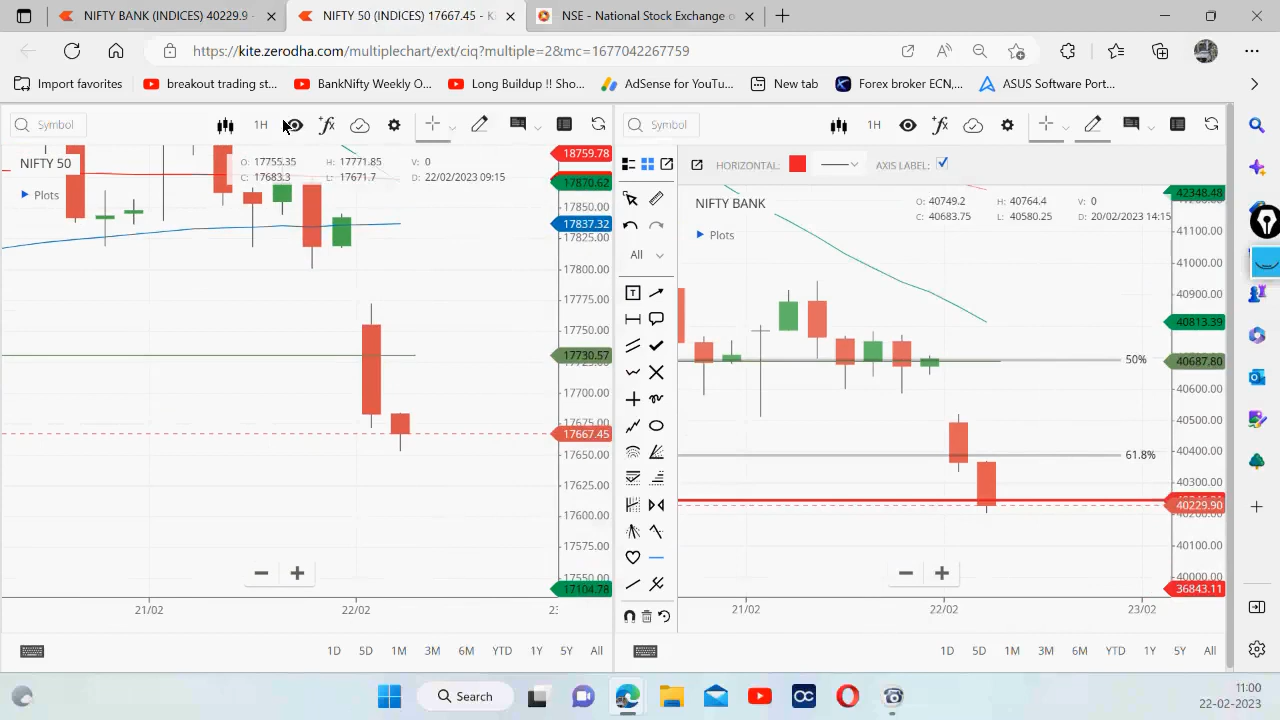 NIFTY BANK (INDICES) 40229.9 -
NIFTY 50 (INDICES) 17667.45 - K
NSE - National Stock Exchange o
https://kite.zerodha.com/multiplechart/ext/ciq?multiple=2&mc=1677042267759
Import favorites
breakout trading st...
BankNifty Weekly O...
Long Buildup !! Sho...
AdSense for YouTu...
New tab
Forex broker ECN,...
ASUS Software Port...
Symbol
1H
NIFTY 50
Plots
O: 17755.35 H: 17771.85 V: 0
C: 17683.3 L: 17671.7 D: 22/02/2023 09:15
18759.78
17870.62
17850.00
17837.32
17825.00
17800.00
17775.00
17750.00
17730.57
17700.00
17675.00
17667.45
17650.00
17625.00
17600.00
17575.00
17550.00
17104.78
21/02
22/02
1D 5D 1M 3M 6M YTD 1Y 5Y All
Symbol
1H
HORIZONTAL:
AXIS LABEL:
All
NIFTY BANK
Plots
O: 40749.2 H: 40764.4 V: 0
C: 40683.75 D: 20/02/2023 14:15
42348.48
41100.00
41000.00
40900.00
40813.39
50%
40687.80
40600.00
40500.00
61.8%
40400.00
40300.00
40229.90
40100.00
40000.00
36843.11
21/02
22/02
23/02
1D 5D 1M 3M 6M YTD 1Y 5Y All
Search
11:00
22-02-2023